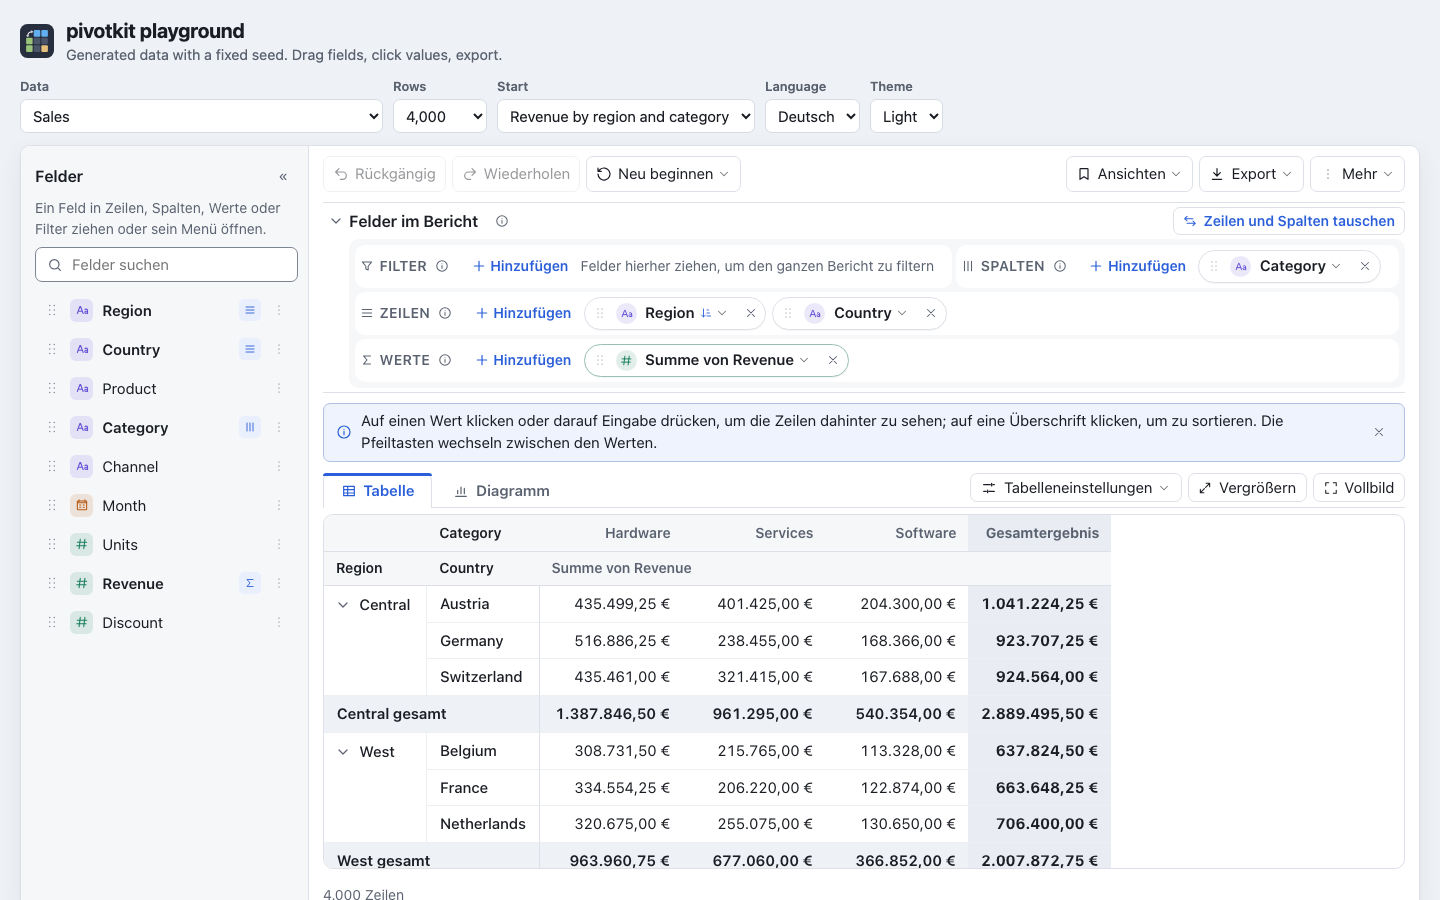 pivotkit playground
Generated data with a fixed seed. Drag fields, click values, export.
Data Rows Start Language Theme
Sales 4,000 Revenue by region and category Deutsch Light
Felder «
Ein Feld in Zeilen, Spalten, Werte oder
Filter ziehen oder sein Menü öffnen.
Felder suchen
Aa Region
Aa Country
Aa Product
Aa Category
Aa Channel
Month
# Units
# Revenue Σ
# Discount
Rückgängig Wiederholen Neu beginnen Ansichten Export Mehr
Felder im Bericht Zeilen und Spalten tauschen
FILTER + Hinzufügen Felder hierher ziehen, um den ganzen Bericht zu filtern
SPALTEN + Hinzufügen Aa Category ×
ZEILEN + Hinzufügen Aa Region × Aa Country ×
Σ WERTE + Hinzufügen # Summe von Revenue ×
Auf einen Wert klicken oder darauf Eingabe drücken, um die Zeilen dahinter zu sehen; auf eine Überschrift klicken, um zu sortieren. Die
Pfeiltasten wechseln zwischen den Werten.
Tabelle Diagramm Tabelleneinstellungen Vergrößern Vollbild
Category Hardware Services Software Gesamtergebnis
Region Country Summe von Revenue
Central Austria 435.499,25 € 401.425,00 € 204.300,00 € 1.041.224,25 €
Germany 516.886,25 € 238.455,00 € 168.366,00 € 923.707,25 €
Switzerland 435.461,00 € 321.415,00 € 167.688,00 € 924.564,00 €
Central gesamt 1.387.846,50 € 961.295,00 € 540.354,00 € 2.889.495,50 €
West Belgium 308.731,50 € 215.765,00 € 113.328,00 € 637.824,50 €
France 334.554,25 € 206.220,00 € 122.874,00 € 663.648,25 €
Netherlands 320.675,00 € 255.075,00 € 130.650,00 € 706.400,00 €
West gesamt 963.960,75 € 677.060,00 € 366.852,00 € 2.007.872,75 €
4.000 Zeilen